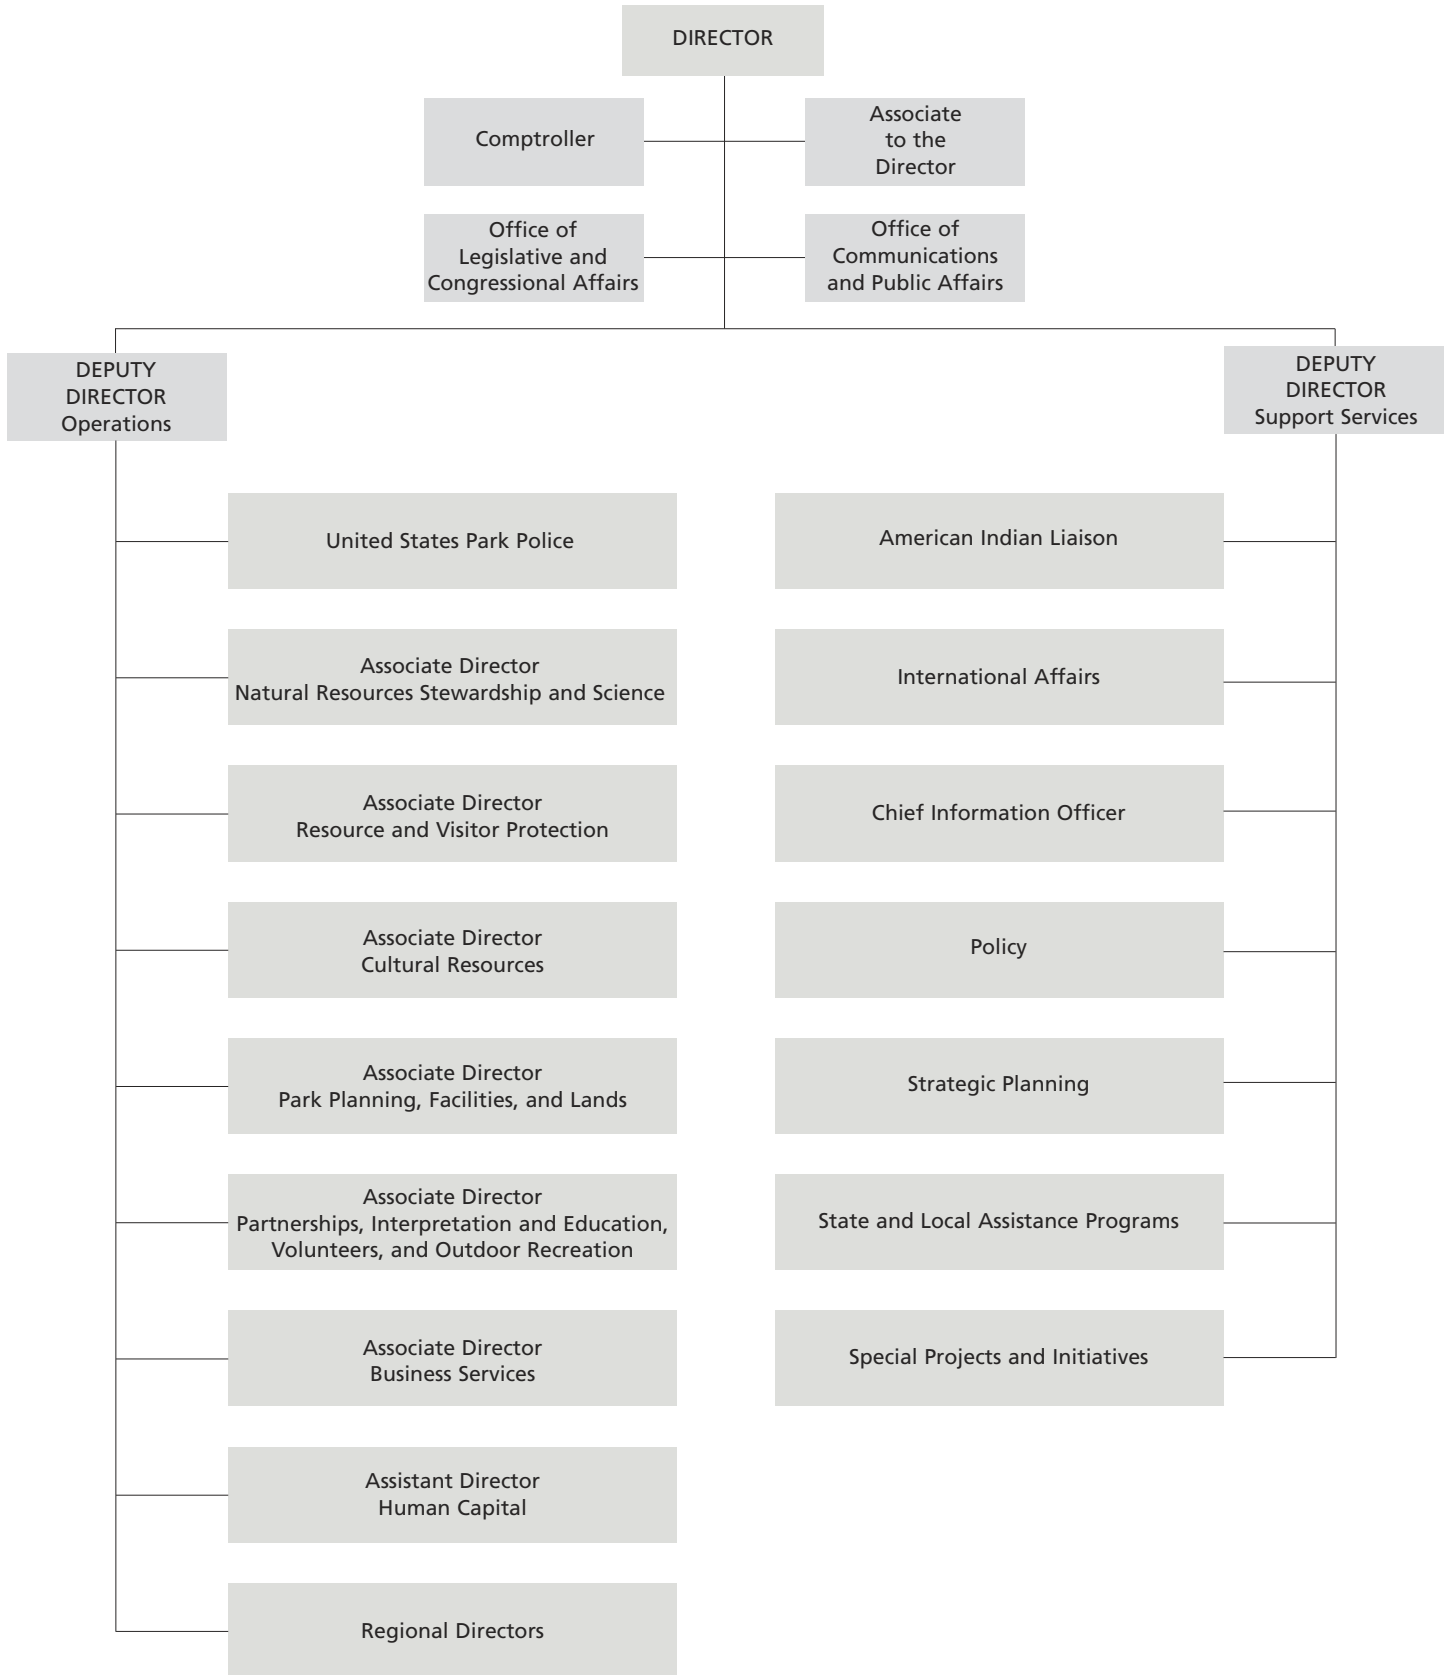 DIRECTOR
Comptroller
Associate
to the
Director
Office of
Legislative and
Congressional Affairs
Office of
Communications
and Public Affairs
DEPUTY
DIRECTOR
Operations
DEPUTY
DIRECTOR
Support Services
United States Park Police
Associate Director
Natural Resources Stewardship and Science
Associate Director
Resource and Visitor Protection
Associate Director
Cultural Resources
Associate Director
Park Planning, Facilities, and Lands
Associate Director
Partnerships, Interpretation and Education,
Volunteers, and Outdoor Recreation
Associate Director
Business Services
Assistant Director
Human Capital
Regional Directors
American Indian Liaison
International Affairs
Chief Information Officer
Policy
Strategic Planning
State and Local Assistance Programs
Special Projects and Initiatives